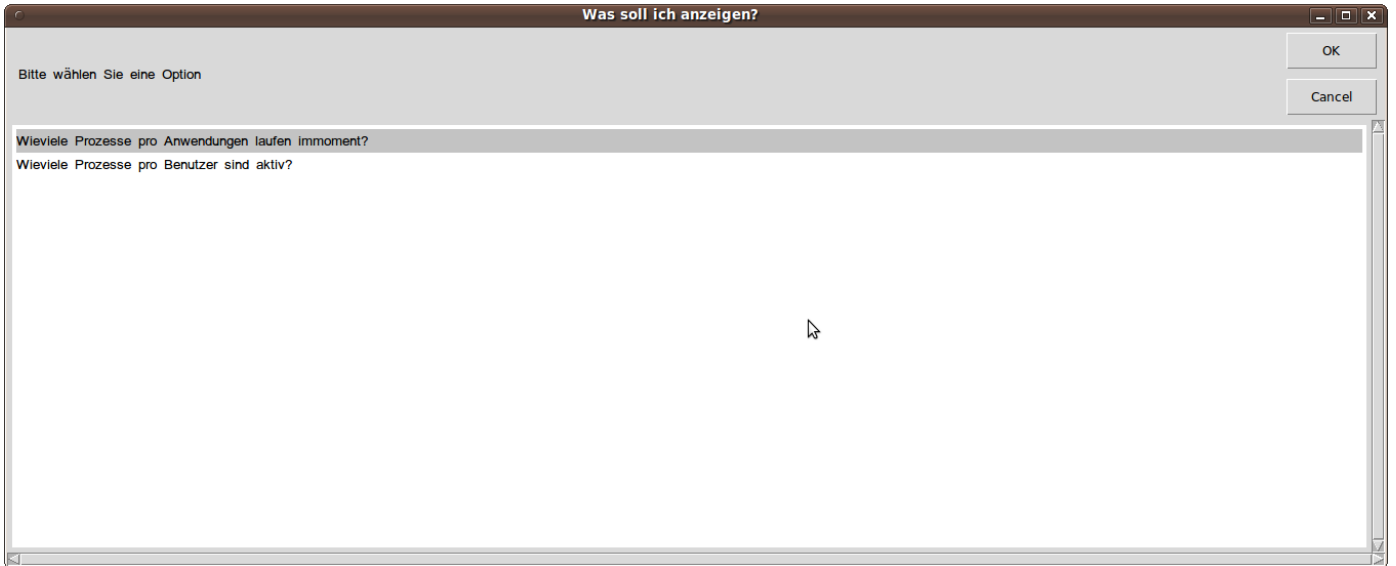 Was soll ich anzeigen?
OK
Bitte wählen Sie eine Option
Cancel
Wieviele Prozesse pro Anwendungen laufen immoment?
Wieviele Prozesse pro Benutzer sind aktiv?